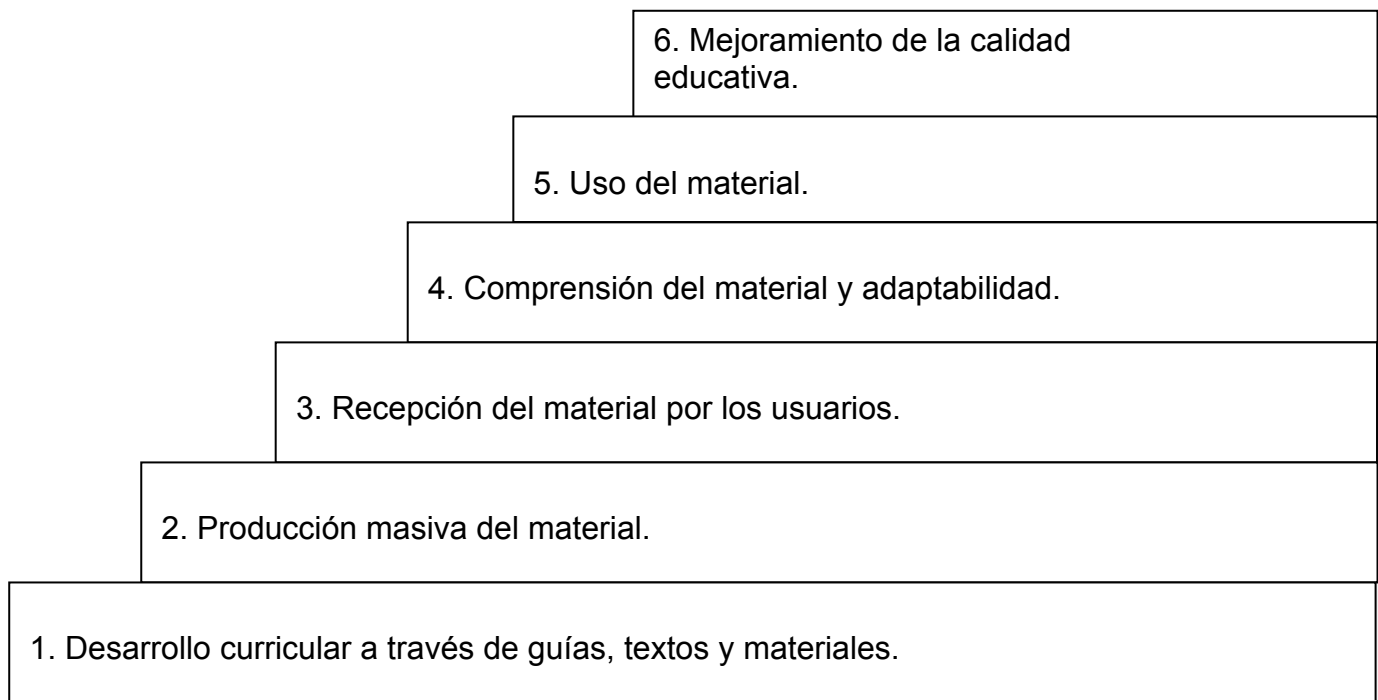 6. Mejoramiento de la calidad
educativa.
5. Uso del material.
4. Comprensión del material y adaptabilidad.
3. Recepción del material por los usuarios.
2. Producción masiva del material.
1. Desarrollo curricular a través de guías, textos y materiales.